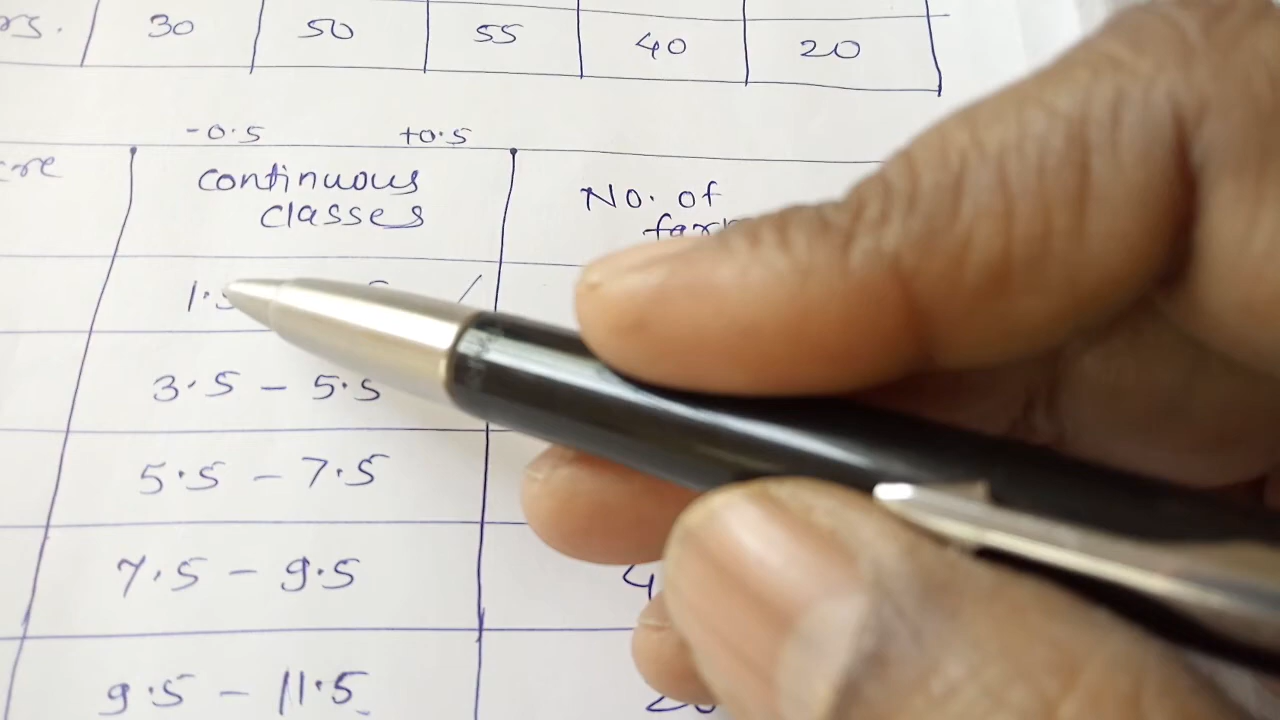 30 50 55 40 20
-0.5 +0.5
continuous
classes
No. of
3.5 - 5.5
5.5 - 7.5
7.5 - 9.5
9.5 - 11.5